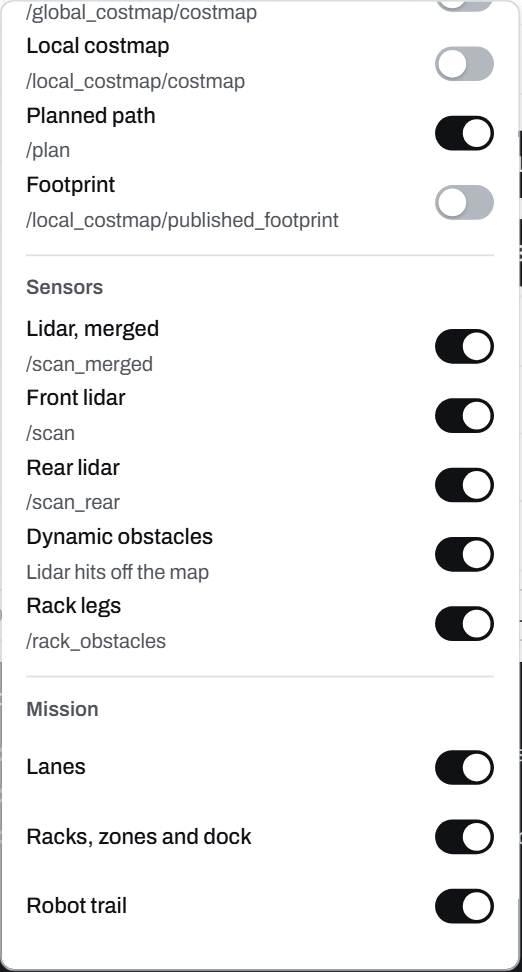 /global_costmap/costmap
Local costmap
/local_costmap/costmap
Planned path
/plan
Footprint
/local_costmap/published_footprint
Sensors
Lidar, merged
/scan_merged
Front lidar
/scan
Rear lidar
/scan_rear
Dynamic obstacles
Lidar hits off the map
Rack legs
/rack_obstacles
Mission
Lanes
Racks, zones and dock
Robot trail